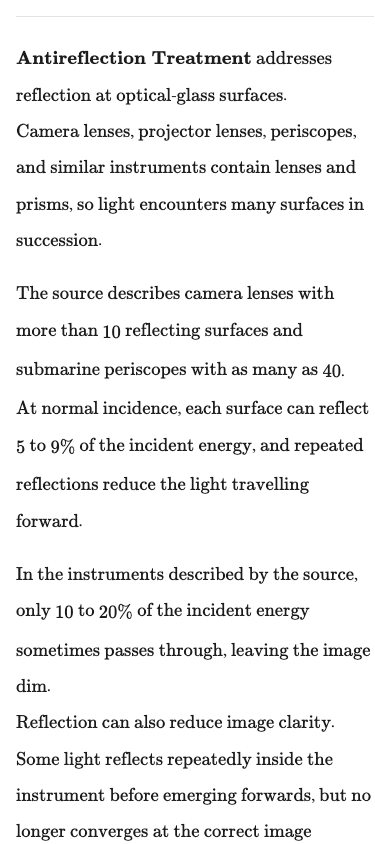 Antireflection Treatment addresses
reflection at optical-glass surfaces.
Camera lenses, projector lenses, periscopes,
and similar instruments contain lenses and
prisms, so light encounters many surfaces in
succession.
The source describes camera lenses with
more than 10 reflecting surfaces and
submarine periscopes with as many as 40.
At normal incidence, each surface can reflect
5 to 9% of the incident energy, and repeated
reflections reduce the light travelling
forward.
In the instruments described by the source,
only 10 to 20% of the incident energy
sometimes passes through, leaving the image
dim.
Reflection can also reduce image clarity.
Some light reflects repeatedly inside the
instrument before emerging forwards, but no
longer converges at the correct image